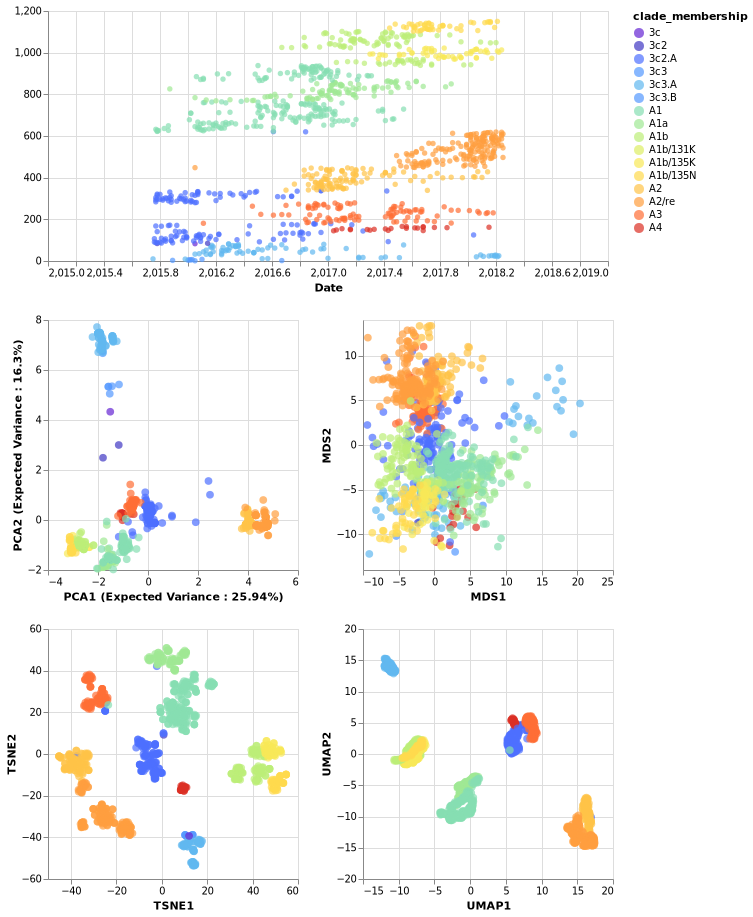 1,200
1,000
800
600
400
200
0
2,015.0 2,015.4 2,015.8 2,016.2 2,016.6 2,017.0 2,017.4 2,017.8 2,018.2 2,018.6 2,019.0
Date
clade_membership
3c
3c2
3c2.A
3c3
3c3.A
3c3.B
A1
A1a
A1b
A1b/131K
A1b/135K
A1b/135N
A2
A2/re
A3
A4
8
6
4
2
0
−2
−4 −2 0 2 4 6
PCA1 (Expected Variance : 25.94%)
PCA2 (Expected Variance : 16.3%)
10
5
0
−5
−10
−10 −5 0 5 10 15 20 25
MDS1
MDS2
60
40
20
0
−20
−40
−60
−40 −20 0 20 40 60
TSNE1
TSNE2
20
15
10
5
0
−5
−10
−15
−20
−15 −10 −5 0 5 10 15 20
UMAP1
UMAP2